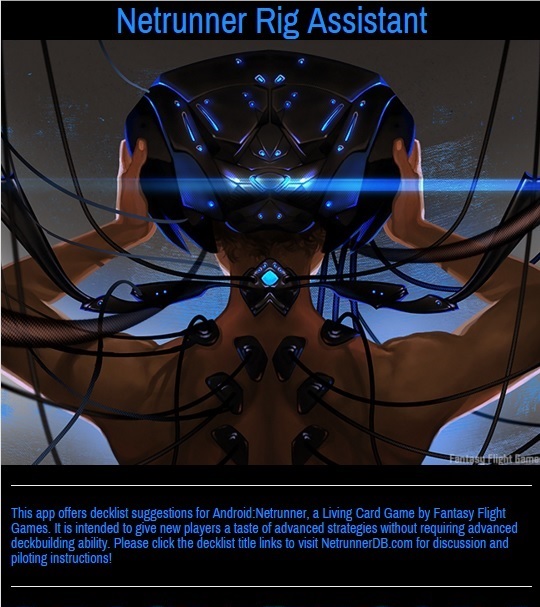 Netrunner Rig Assistant
Fantasy Flight Game
This app offers decklist suggestions for Android:Netrunner, a Living Card Game by Fantasy Flight
Games. It is intended to give new players a taste of advanced strategies without requiring advanced
deckbuilding ability. Please click the decklist title links to visit NetrunnerDB.com for discussion and
piloting instructions!